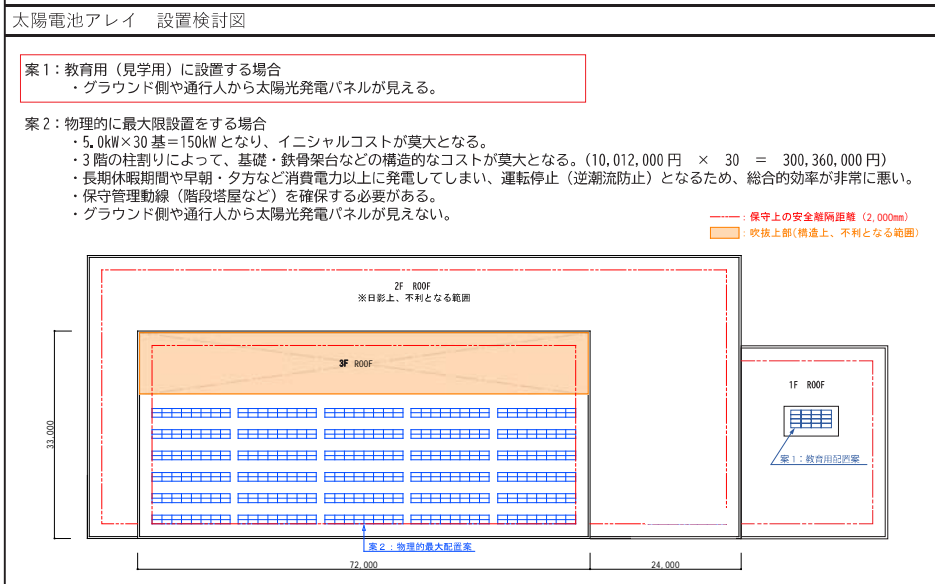 太陽電池アレイ　設置検討図
案1：教育用（見学用）に設置する場合
・グラウンド側や通行人から太陽光発電パネルが見える。
案2：物理的に最大限設置をする場合
・5.0kW×30基＝150kWとなり、イニシャルコストが莫大となる。
・3階の柱割りによって、基礎・鉄骨架台などの構造的なコストが莫大となる。(10,012,000円　×　30　＝　300,360,000円)
・長期休暇期間や早朝・夕方など消費電力以上に発電してしまい、運転停止（逆潮流防止）となるため、総合的効率が非常に悪い。
・保守管理動線（階段塔屋など）を確保する必要がある。
・グラウンド側や通行人から太陽光発電パネルが見えない。
：保守上の安全離隔距離（2,000mm）
：吹抜上部(構造上、不利となる範囲)
2F ROOF
※日影上、不利となる範囲
3F ROOF
1F ROOF
33,000
案1：教育用配置案
案2：物理的最大配置案
72,000
24,000